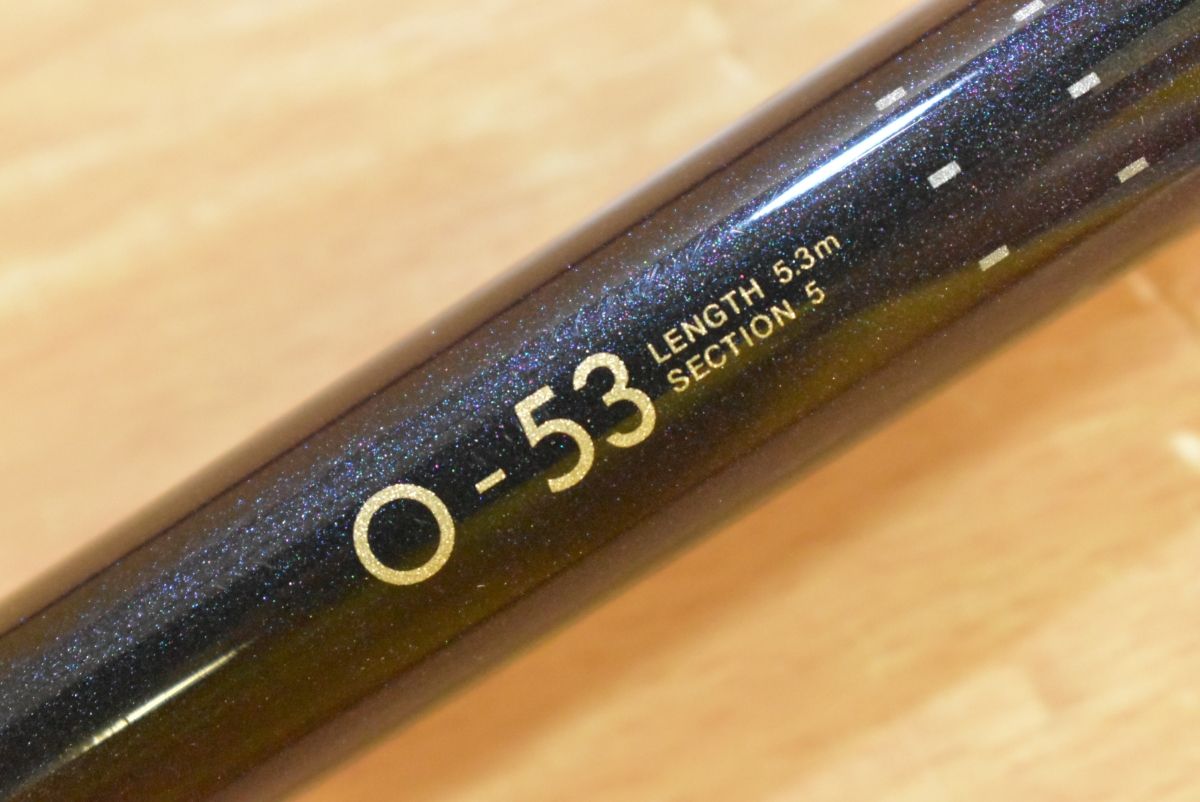 O-53
LENGTH 5.3m
SECTION 5